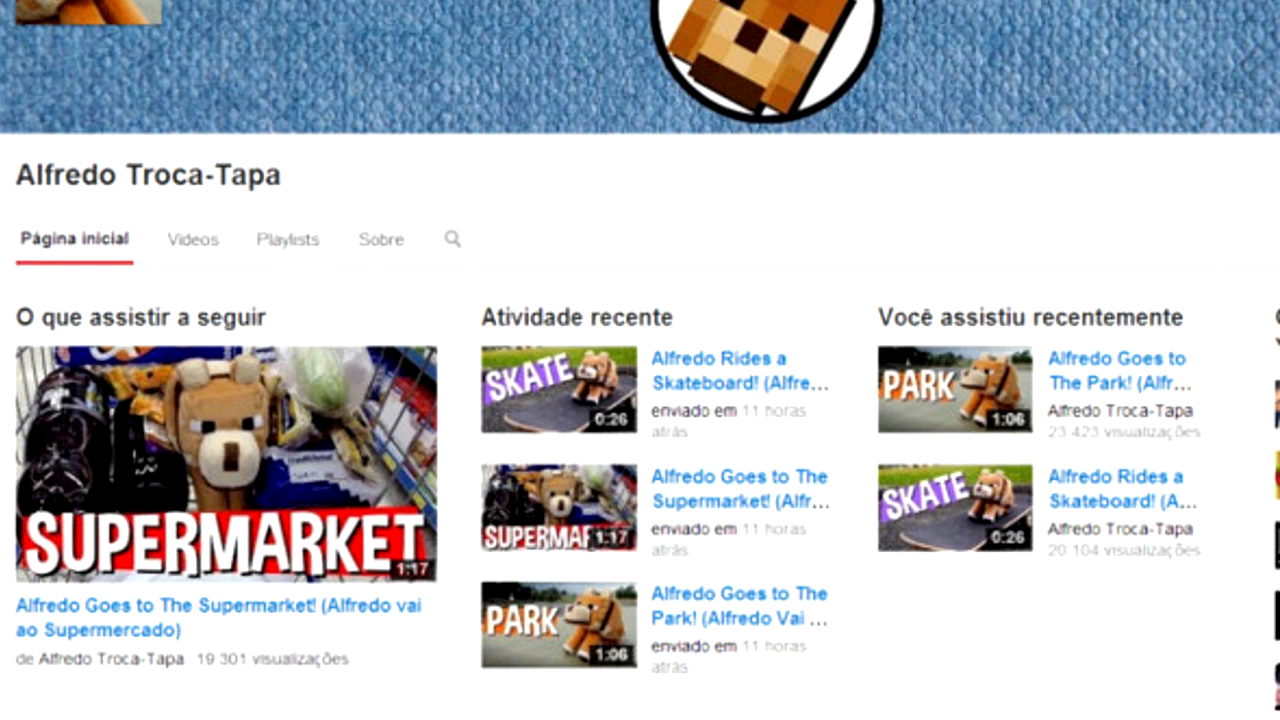 Alfredo Troca-Tapa
Página inicial Vídeos Playlists Sobre
O que assistir a seguir
SUPERMARKET
1:17
Alfredo Goes to The Supermarket! (Alfredo vai
ao Supermercado)
de Alfredo Troca-Tapa 19 301 visualizações
Atividade recente
SKATE
0:26
Alfredo Rides a
Skateboard! (Alfre...
enviado em 11 horas
atrás
SUPERMAR
1:17
Alfredo Goes to The
Supermarket! (Alfr...
enviado em 11 horas
atrás
PARK
1:06
Alfredo Goes to The
Park! (Alfredo Vai ...
enviado em 11 horas
atrás
Você assistiu recentemente
PARK
1:06
Alfredo Goes to
The Park! (Alfr...
Alfredo Troca-Tapa
23 423 visualizações
SKATE
0:26
Alfredo Rides a
Skateboard! (A...
Alfredo Troca-Tapa
20 104 visualizações